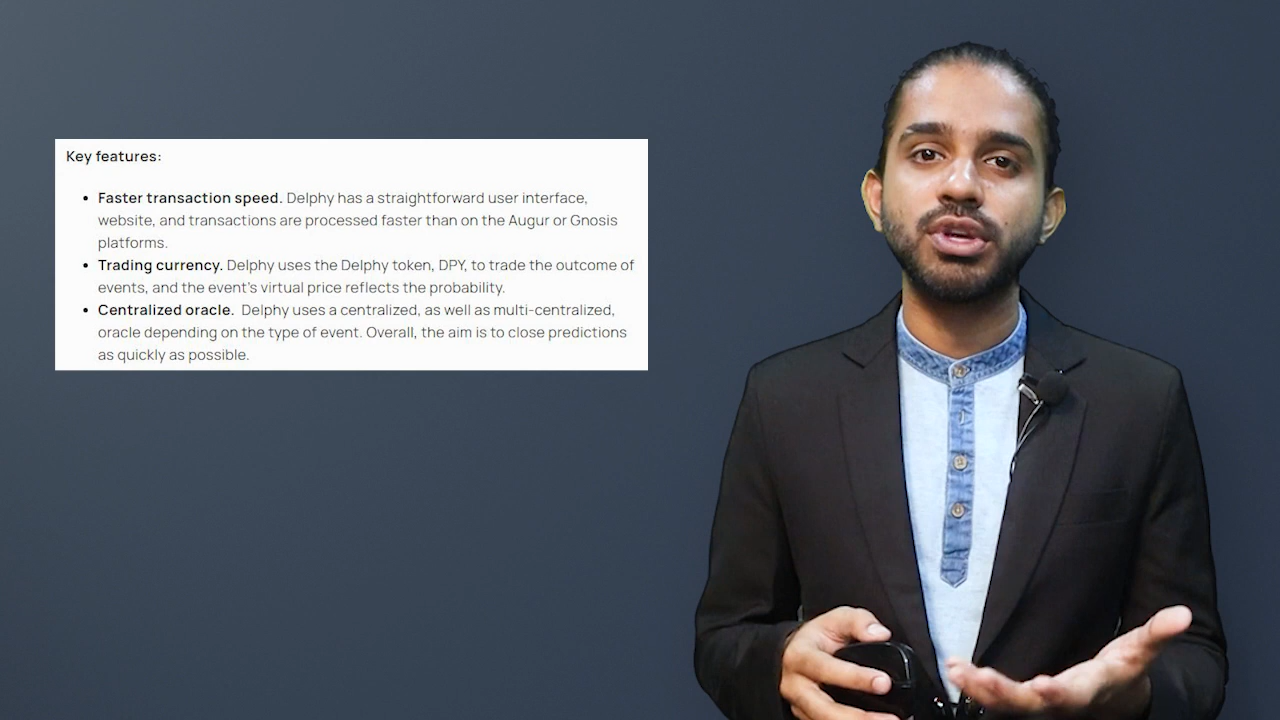 Key features:
• Faster transaction speed. Delphy has a straightforward user interface,
website, and transactions are processed faster than on the Augur or Gnosis
platforms.
• Trading currency. Delphy uses the Delphy token, DPY, to trade the outcome of
events, and the event's virtual price reflects the probability.
• Centralized oracle.  Delphy uses a centralized, as well as multi-centralized,
oracle depending on the type of event. Overall, the aim is to close predictions
as quickly as possible.